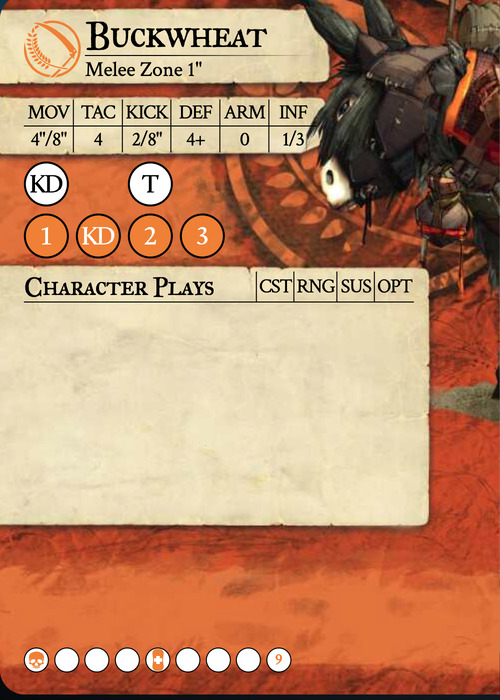 Buckwheat
Melee Zone 1"
MOV TAC KICK DEF ARM INF
4"/8" 4 2/8" 4+ 0 1/3
KD T
1 KD 2 3
Character Plays CST RNG SUS OPT
9